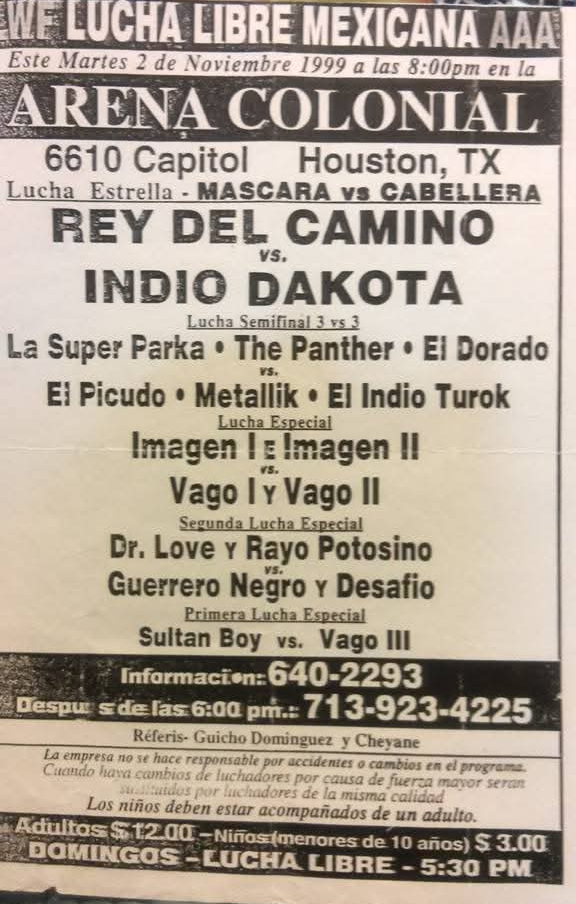 EWF LUCHA LIBRE MEXICANA AAA
Este Martes 2 de Noviembre 1999 a las 8:00pm en la
ARENA COLONIAL
6610 Capitol Houston, TX
Lucha Estrella - MASCARA vs CABELLERA
REY DEL CAMINO
vs.
INDIO DAKOTA
Lucha Semifinal 3 vs 3
La Super Parka • The Panther • El Dorado
vs.
El Picudo • Metallik • El Indio Turok
Lucha Especial
Imagen I E Imagen II
vs.
Vago I Y Vago II
Segunda Lucha Especial
Dr. Love Y Rayo Potosino
vs.
Guerrero Negro Y Desafio
Primera Lucha Especial
Sultan Boy vs. Vago III
Informacion: 640-2293
Despu s de las 6:00 pm.: 713-923-4225
Réferis- Guicho Dominguez y Cheyane
La empresa no se hace responsable por accidentes o cambios en el programa.
Cuando haya cambios de luchadores por causa de fuerza mayor seran
sustituidos por luchadores de la misma calidad
Los niños deben estar acompañados de un adulto.
Adultos $ 12.00 - Niños (menores de 10 años) $ 3.00
DOMINGOS - LUCHA LIBRE - 5:30 PM